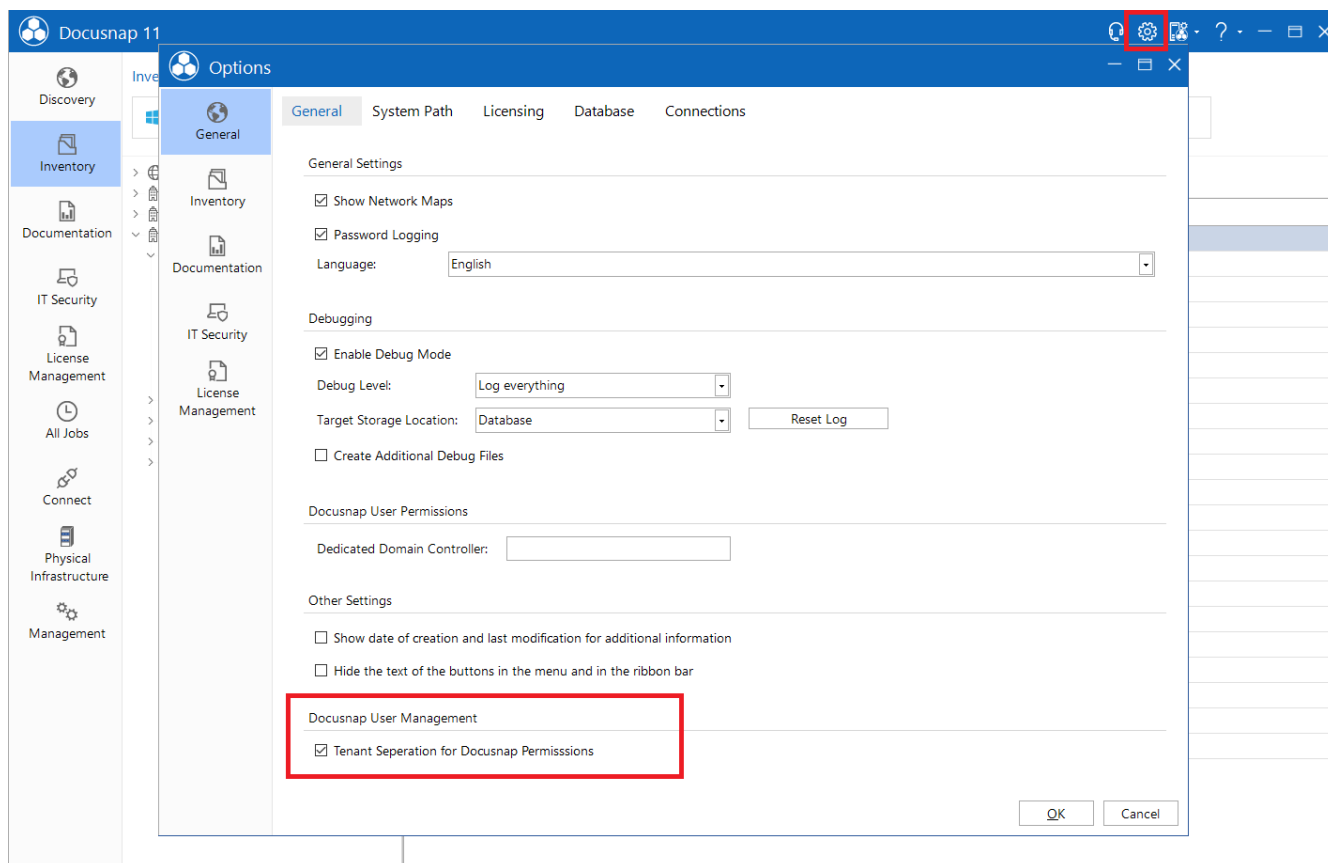 Docusnap 11
?
Discovery
Inventory
Documentation
IT Security
License
Management
All Jobs
Connect
Physical
Infrastructure
Management
Inve
Options
General
Inventory
Documentation
IT Security
License
Management
General System Path Licensing Database Connections
General Settings
Show Network Maps
Password Logging
Language: English
Debugging
Enable Debug Mode
Debug Level: Log everything
Target Storage Location: Database Reset Log
Create Additional Debug Files
Docusnap User Permissions
Dedicated Domain Controller:
Other Settings
Show date of creation and last modification for additional information
Hide the text of the buttons in the menu and in the ribbon bar
Docusnap User Management
Tenant Seperation for Docusnap Permisssions
OK Cancel